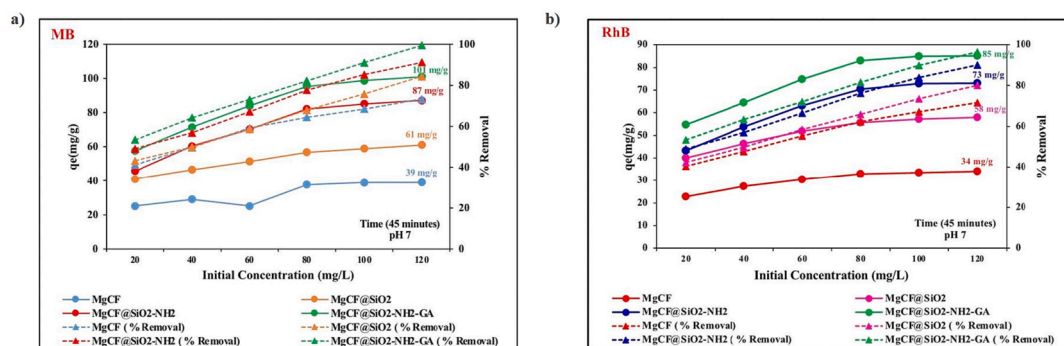 a)
MB
120
100
80
60
40
20
0
qe(mg/g)
100
80
60
40
20
0
% Removal
101 mg/g
87 mg/g
61 mg/g
39 mg/g
Time (45 minutes)
pH 7
20 40 60 80 100 120
Initial Concentration (mg/L)
MgCF MgCF@SiO2
MgCF@SiO2-NH2 MgCF@SiO2-NH2-GA
MgCF (% Removal) MgCF@SiO2 (% Removal)
MgCF@SiO2-NH2 (% Removal) MgCF@SiO2-NH2-GA (% Removal)
b)
RhB
90
80
70
60
50
40
30
20
10
0
qe(mg/g)
100
80
60
40
20
0
% Removal
85 mg/g
73 mg/g
58 mg/g
34 mg/g
Time (45 minutes)
pH 7
20 40 60 80 100 120
Initial Concentration (mg/L)
MgCF MgCF@SiO2
MgCF@SiO2-NH2 MgCF@SiO2-NH2-GA
MgCF (% Removal) MgCF@SiO2 (% Removal)
MgCF@SiO2-NH2 (% Removal) MgCF@SiO2-NH2-GA (% Removal)